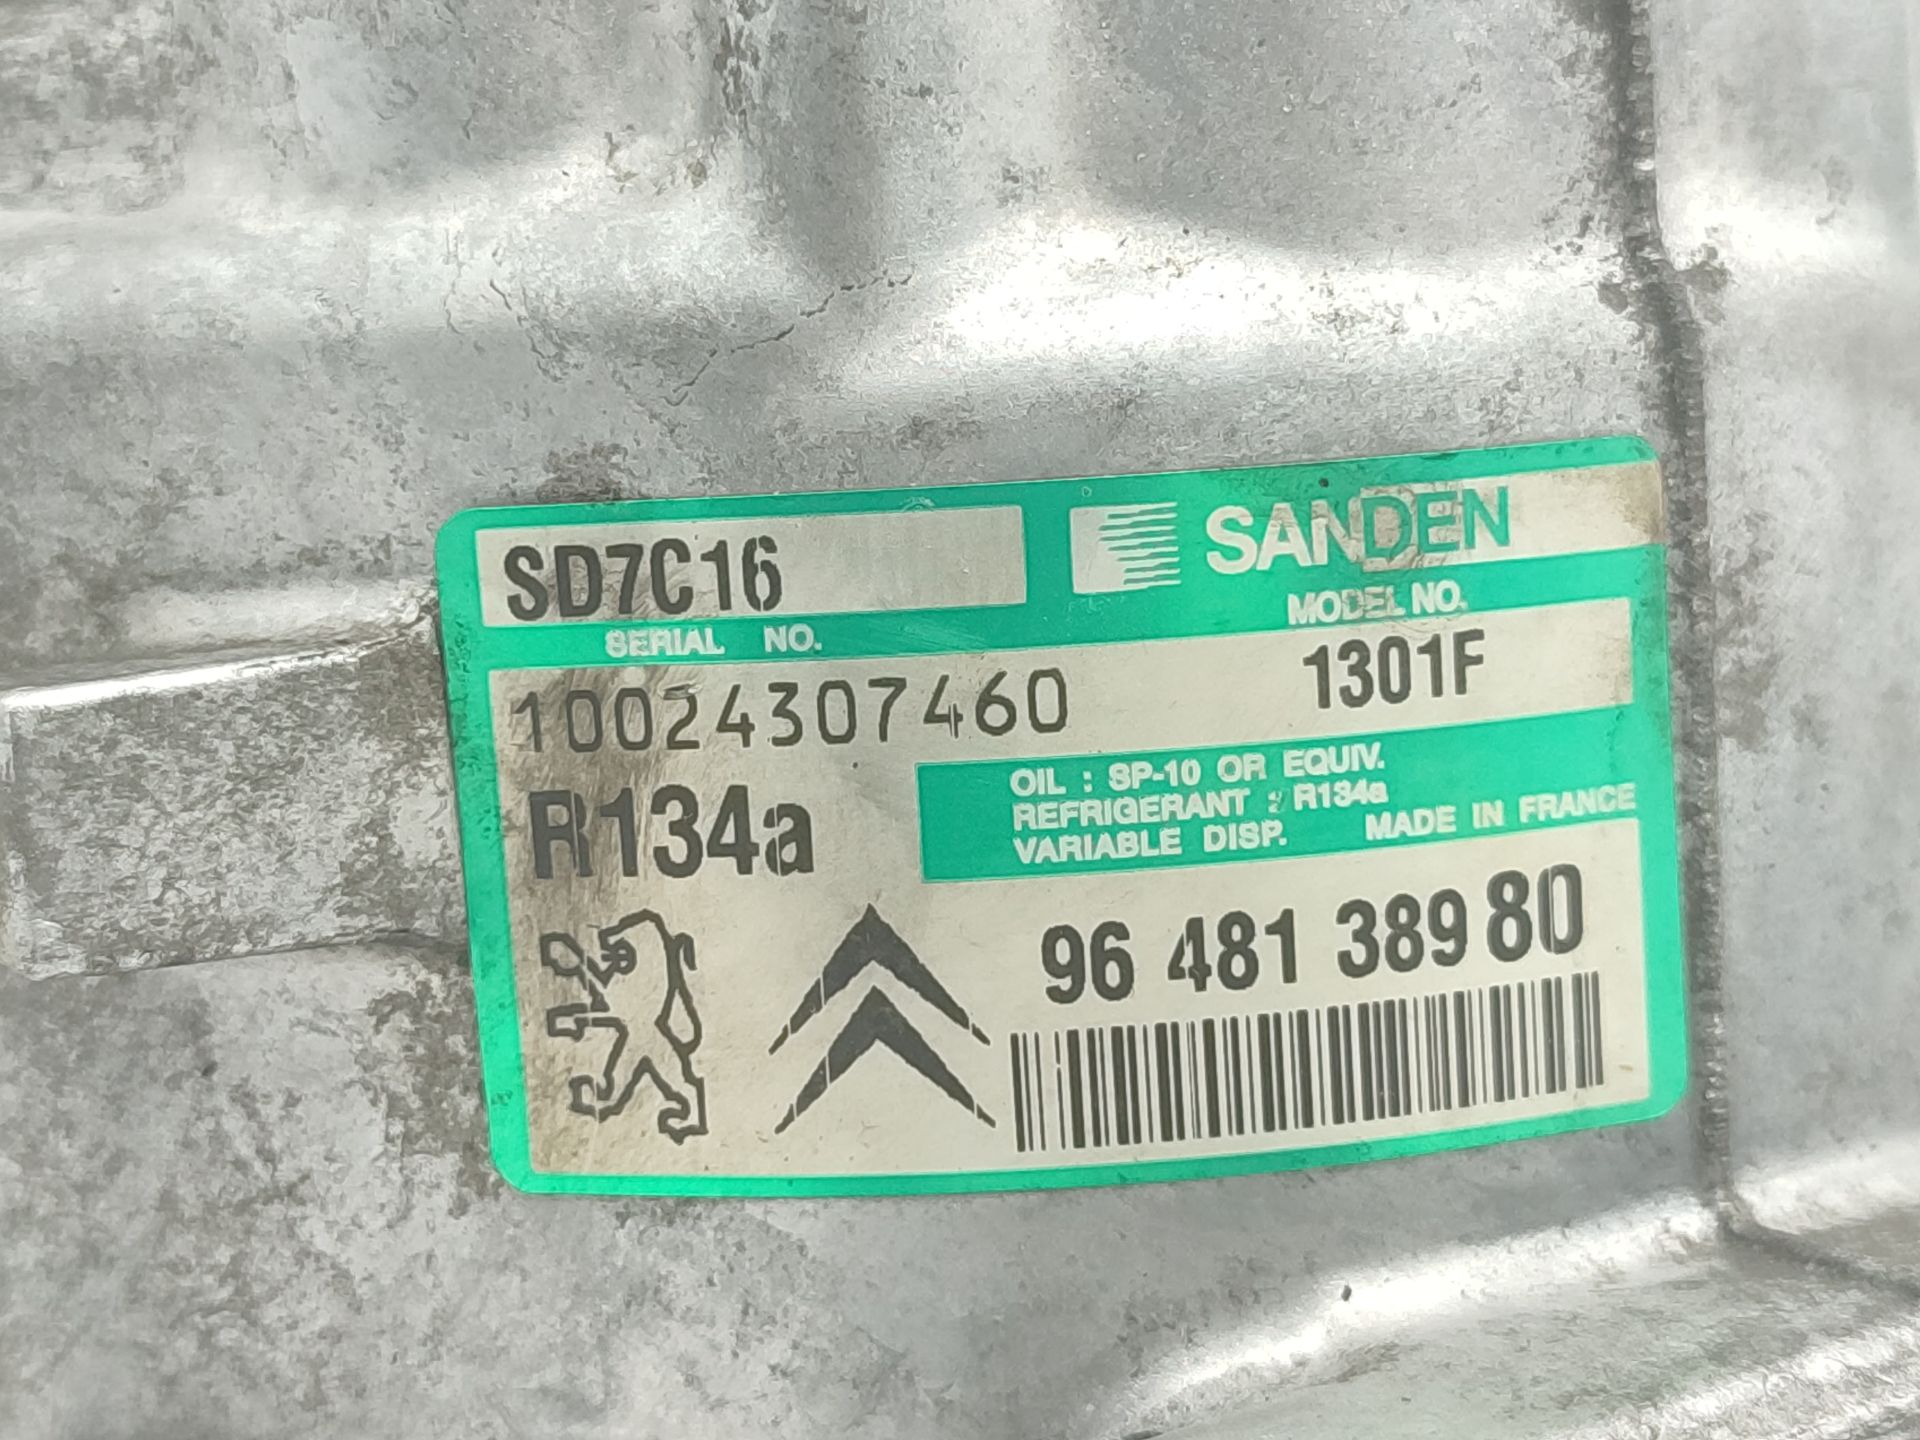 SD7C16
SANDEN
SERIAL NO.
MODEL NO.
10024307460
1301F
R134a
OIL : SP-10 OR EQUIV.
REFRIGERANT : R134a
VARIABLE DISP.
MADE IN FRANCE
96 481 389 80